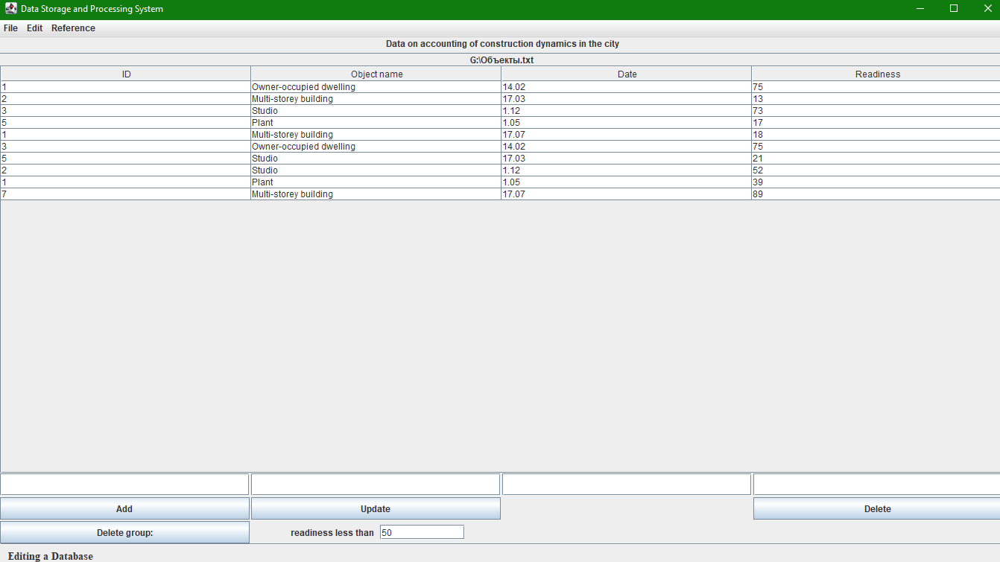 Data Storage and Processing System
File Edit Reference
Data on accounting of construction dynamics in the city
G:\Объекты.txt
ID Object name Date Readiness
1 Owner-occupied dwelling 14.02 75
2 Multi-storey building 17.03 13
3 Studio 1.12 73
5 Plant 1.05 17
1 Multi-storey building 17.07 18
3 Owner-occupied dwelling 14.02 75
5 Studio 17.03 21
2 Studio 1.12 52
1 Plant 1.05 39
7 Multi-storey building 17.07 89
Add Update Delete
Delete group: readiness less than 50
Editing a Database